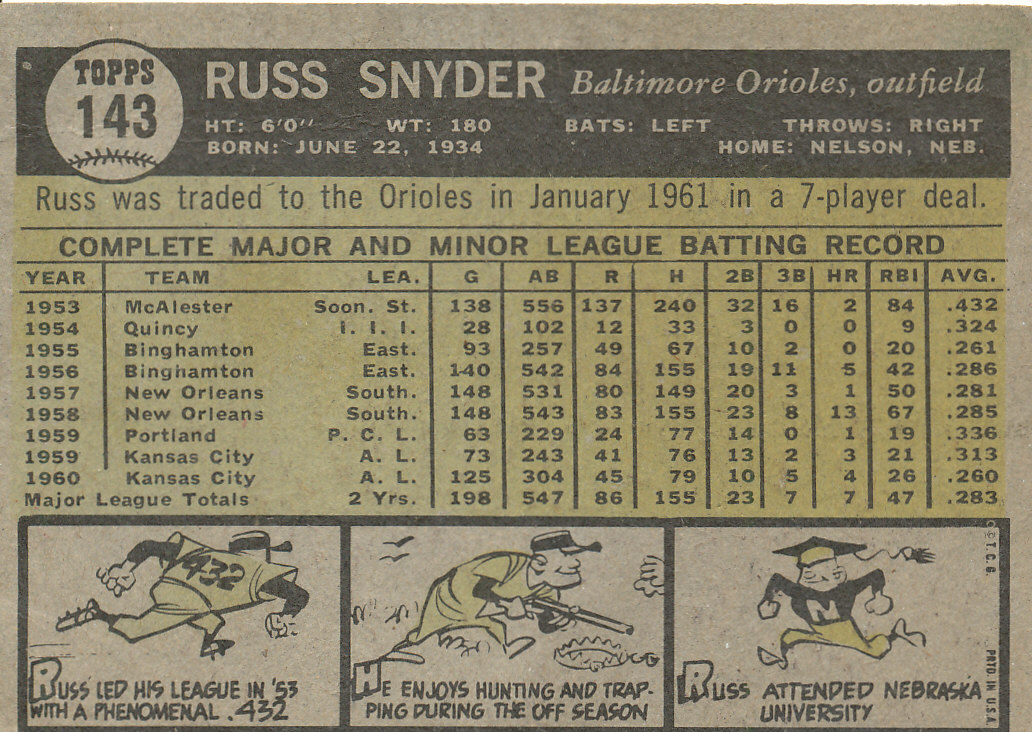 TOPPS
143
RUSS SNYDER Baltimore Orioles, outfield
HT: 6'0" WT: 180 BATS: LEFT THROWS: RIGHT
BORN: JUNE 22, 1934 HOME: NELSON, NEB.
Russ was traded to the Orioles in January 1961 in a 7-player deal.
COMPLETE MAJOR AND MINOR LEAGUE BATTING RECORD
YEAR TEAM LEA. G AB R H 2B 3B HR RBI AVG.
1953 McAlester Soon. St. 138 556 137 240 32 16 2 84 .432
1954 Quincy I. I. I. 28 102 12 33 3 0 0 9 .324
1955 Binghamton East. 93 257 49 67 10 2 0 20 .261
1956 Binghamton East. 140 542 84 155 19 11 5 42 .286
1957 New Orleans South. 148 531 80 149 20 3 1 50 .281
1958 New Orleans South. 148 543 83 155 23 8 13 67 .285
1959 Portland P. C. L. 63 229 24 77 14 0 1 19 .336
1959 Kansas City A. L. 73 243 41 76 13 2 3 21 .313
1960 Kansas City A. L. 125 304 45 79 10 5 4 26 .260
Major League Totals 2 Yrs. 198 547 86 155 23 7 7 47 .283
.432
RUSS LED HIS LEAGUE IN '53
WITH A PHENOMENAL .432
HE ENJOYS HUNTING AND TRAP-
PING DURING THE OFF SEASON
N
RUSS ATTENDED NEBRASKA
UNIVERSITY
© T.C.G. PRTD. IN U.S.A.